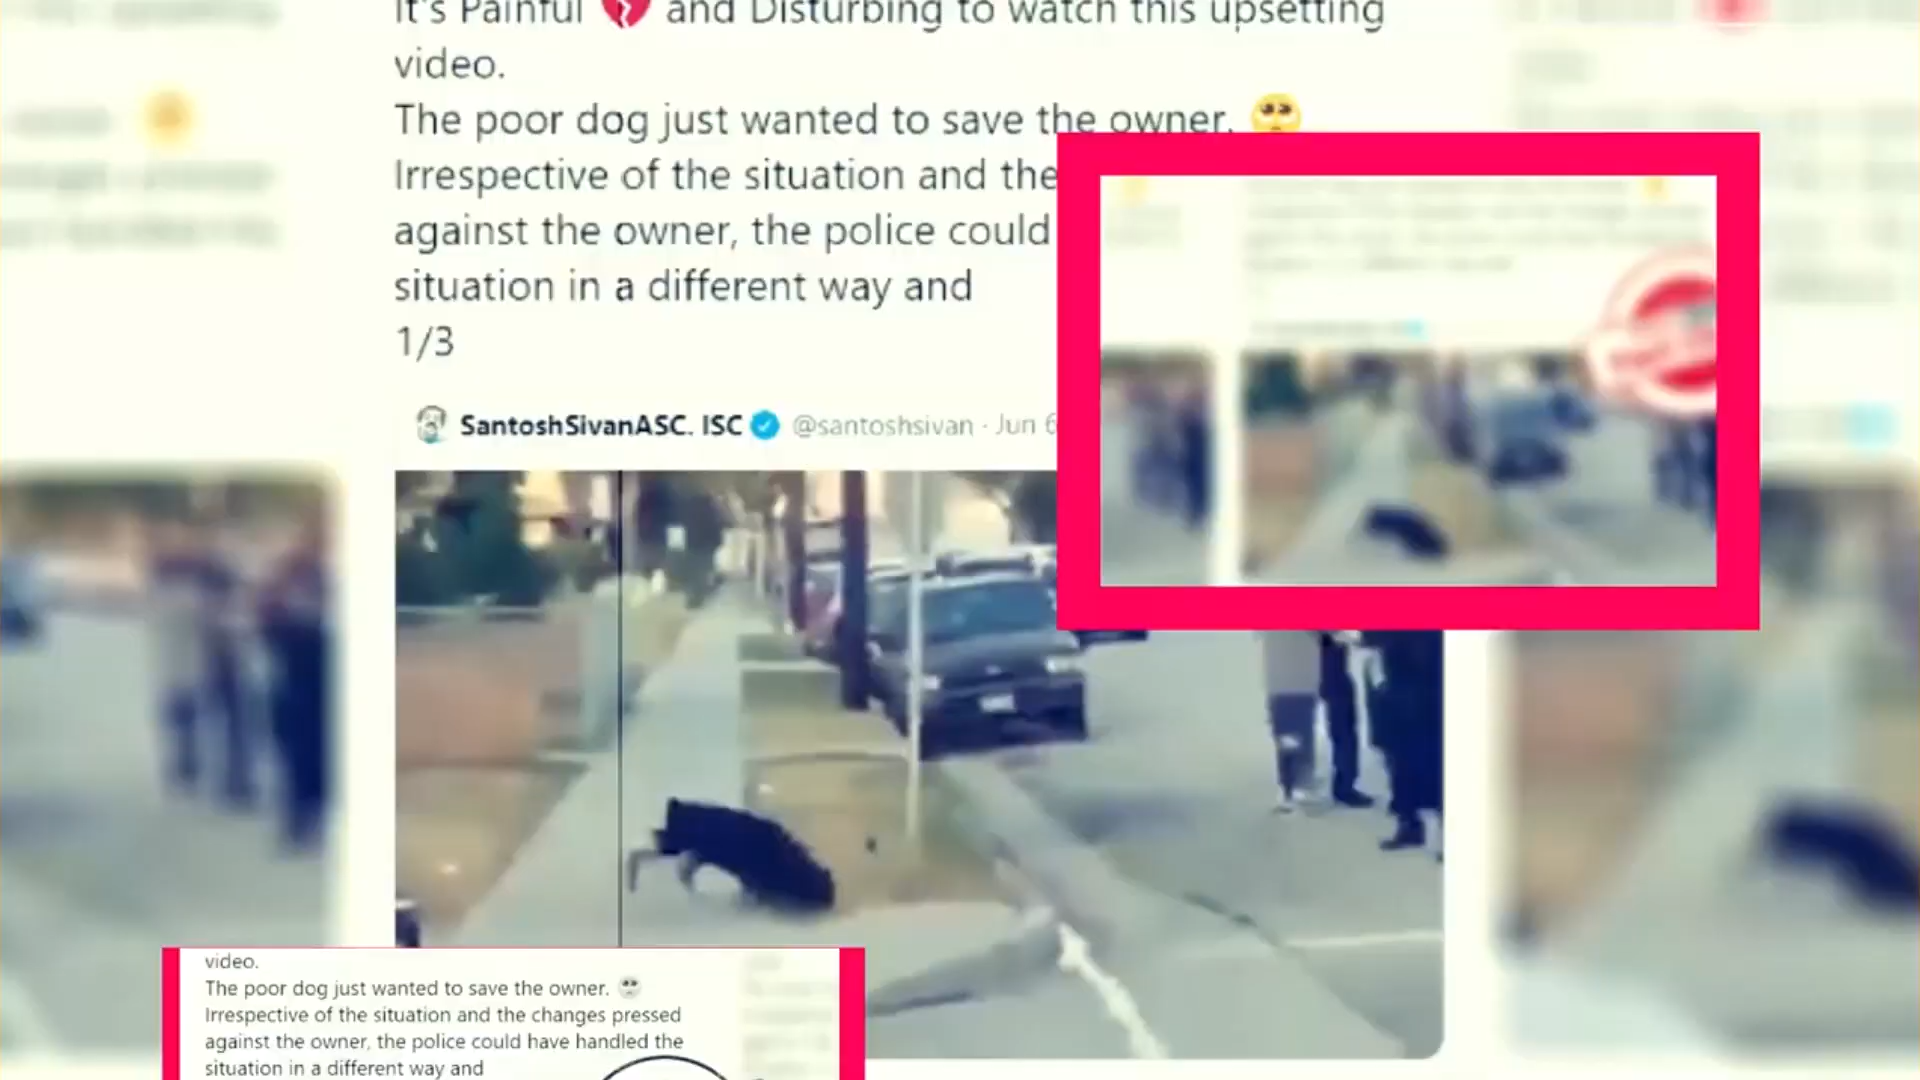 It's Painful 💔 and Disturbing to watch this upsetting
video.
The poor dog just wanted to save the owner. 🥺
Irrespective of the situation and the
against the owner, the police could
situation in a different way and
1/3
SantoshSivanASC. ISC @santoshsivan · Jun 6
video.
The poor dog just wanted to save the owner. 🥺
Irrespective of the situation and the changes pressed
against the owner, the police could have handled the
situation in a different way and